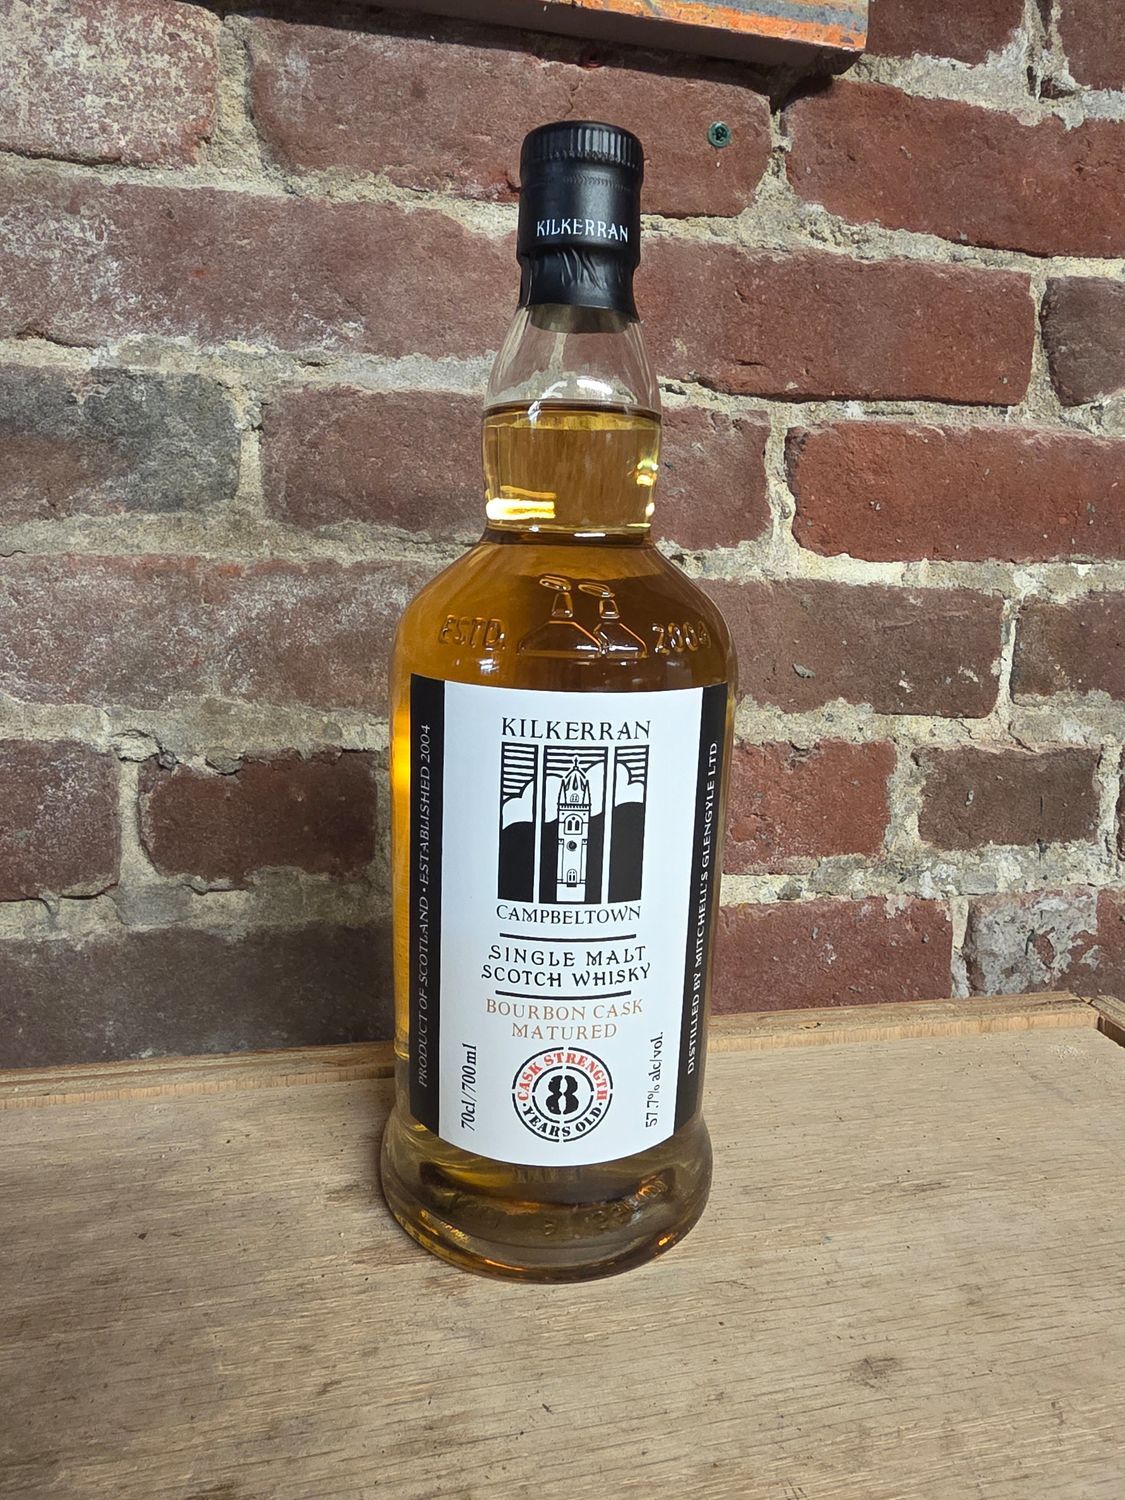 KILKERRAN
ESTD. 2004
KILKERRAN
CAMPBELTOWN
SINGLE MALT
SCOTCH WHISKY
BOURBON CASK
MATURED
CASK STRENGTH
8
YEARS OLD
70cl/700ml
57.7% alc/vol.
PRODUCT OF SCOTLAND • ESTABLISHED 2004
DISTILLED BY MITCHELL'S GLENGYLE LTD.